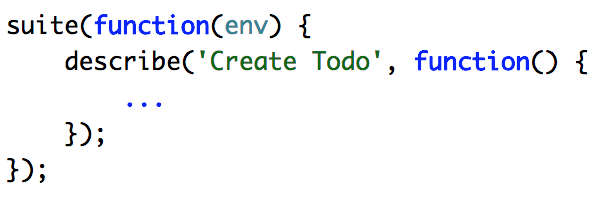 suite(function(env) {
    describe('Create Todo', function() {
        ...
    });
});